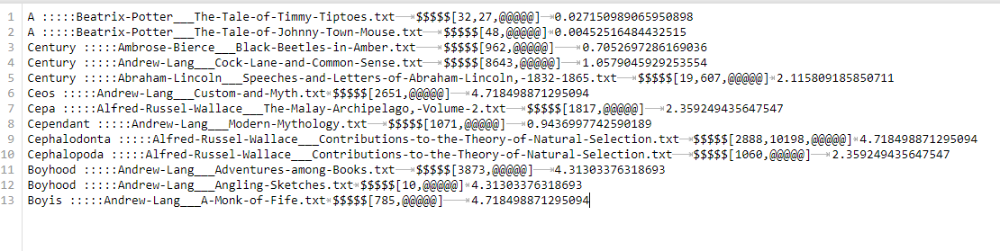 1 A :::::Beatrix-Potter___The-Tale-of-Timmy-Tiptoes.txt $$$$$[32,27,@@@@@] 0.027150989065950898
2 A :::::Beatrix-Potter___The-Tale-of-Johnny-Town-Mouse.txt $$$$$[48,@@@@@] 0.00452516484432515
3 Century :::::Ambrose-Bierce___Black-Beetles-in-Amber.txt $$$$$[962,@@@@@] 0.7052697286169036
4 Century :::::Andrew-Lang___Cock-Lane-and-Common-Sense.txt $$$$$[8643,@@@@@] 1.0579045929253554
5 Century :::::Abraham-Lincoln___Speeches-and-Letters-of-Abraham-Lincoln,-1832-1865.txt $$$$$[19,607,@@@@@] 2.115809185850711
6 Ceos :::::Andrew-Lang___Custom-and-Myth.txt $$$$$[2651,@@@@@] 4.718498871295094
7 Cepa :::::Alfred-Russel-Wallace___The-Malay-Archipelago,-Volume-2.txt $$$$$[1817,@@@@@] 2.359249435647547
8 Cependant :::::Andrew-Lang___Modern-Mythology.txt $$$$$[1071,@@@@@] 0.9436997742590189
9 Cephalodonta :::::Alfred-Russel-Wallace___Contributions-to-the-Theory-of-Natural-Selection.txt $$$$$[2888,10198,@@@@@] 4.718498871295094
10 Cephalopoda :::::Alfred-Russel-Wallace___Contributions-to-the-Theory-of-Natural-Selection.txt $$$$$[1060,@@@@@] 2.359249435647547
11 Boyhood :::::Andrew-Lang___Adventures-among-Books.txt $$$$$[3873,@@@@@] 4.31303376318693
12 Boyhood :::::Andrew-Lang___Angling-Sketches.txt $$$$$[10,@@@@@] 4.31303376318693
13 Boyis :::::Andrew-Lang___A-Monk-of-Fife.txt $$$$$[785,@@@@@] 4.718498871295094